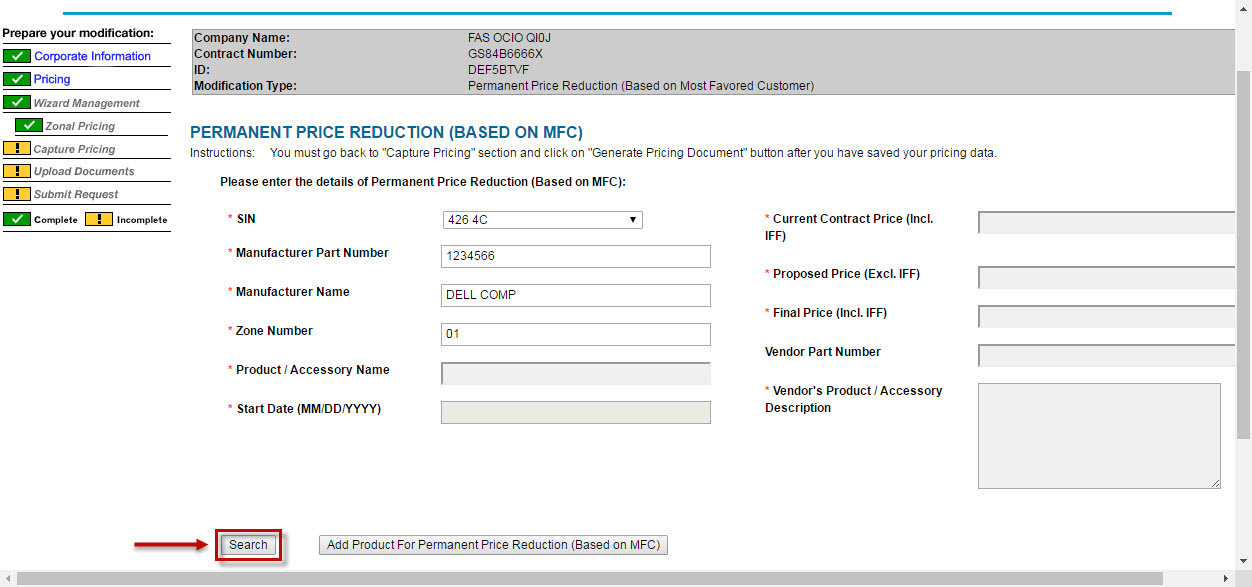 Prepare your modification:
Corporate Information
Pricing
Wizard Management
Zonal Pricing
Capture Pricing
Upload Documents
Submit Request
Complete Incomplete
Company Name: FAS OCIO QI0J
Contract Number: GS84B6666X
ID: DEF5BTVF
Modification Type: Permanent Price Reduction (Based on Most Favored Customer)
PERMANENT PRICE REDUCTION (BASED ON MFC)
Instructions: You must go back to "Capture Pricing" section and click on "Generate Pricing Document" button after you have saved your pricing data.
Please enter the details of Permanent Price Reduction (Based on MFC):
* SIN 426 4C
* Manufacturer Part Number 1234566
* Manufacturer Name DELL COMP
* Zone Number 01
* Product / Accessory Name
* Start Date (MM/DD/YYYY)
* Current Contract Price (Incl.
IFF)
* Proposed Price (Excl. IFF)
* Final Price (Incl. IFF)
Vendor Part Number
* Vendor's Product / Accessory
Description
Search Add Product For Permanent Price Reduction (Based on MFC)